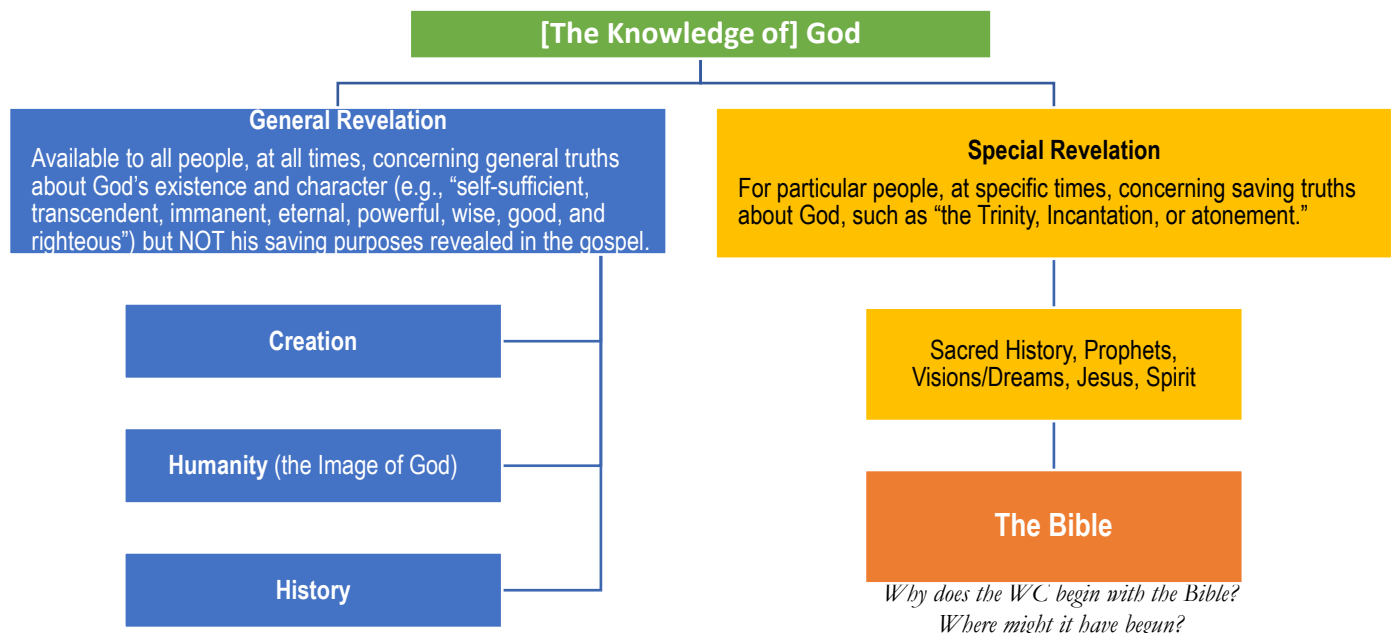 [The Knowledge of] God
General Revelation
Available to all people, at all times, concerning general truths
about God's existence and character (e.g., “self-sufficient,
transcendent, immanent, eternal, powerful, wise, good, and
righteous”) but NOT his saving purposes revealed in the gospel.
Creation
Humanity (the Image of God)
History
Special Revelation
For particular people, at specific times, concerning saving truths
about God, such as “the Trinity, Incantation, or atonement.”
Sacred History, Prophets,
Visions/Dreams, Jesus, Spirit
The Bible
Why does the WC begin with the Bible?
Where might it have begun?